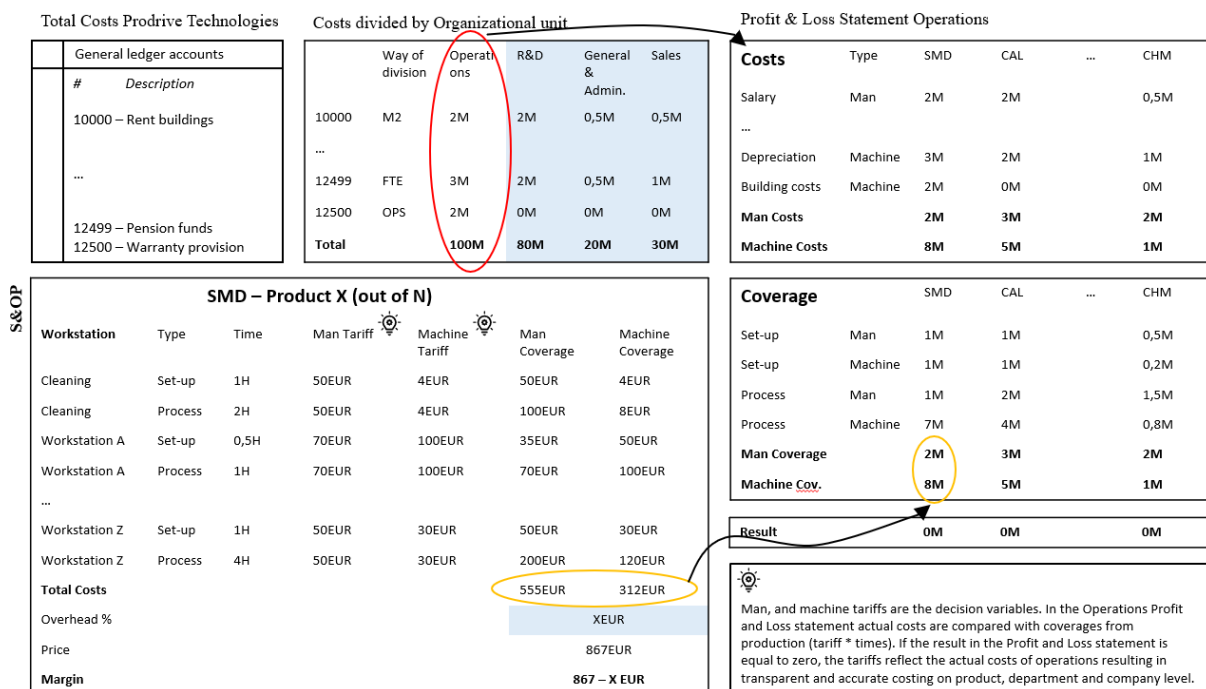 Total Costs Prodrive Technologies
General ledger accounts
# Description
10000 – Rent buildings
...
12499 – Pension funds
12500 – Warranty provision
Costs divided by Organizational unit
Way of division Operati ons R&D General & Admin. Sales
10000 M2 2M 2M 0,5M 0,5M
...
12499 FTE 3M 2M 0,5M 1M
12500 OPS 2M 0M 0M 0M
Total 100M 80M 20M 30M
Profit & Loss Statement Operations
Costs Type SMD CAL ... CHM
Salary Man 2M 2M 0,5M
...
Depreciation Machine 3M 2M 1M
Building costs Machine 2M 0M 0M
Man Costs 2M 3M 2M
Machine Costs 8M 5M 1M
S&OP
SMD – Product X (out of N)
Workstation Type Time Man Tariff Machine Tariff Man Coverage Machine Coverage
Cleaning Set-up 1H 50EUR 4EUR 50EUR 4EUR
Cleaning Process 2H 50EUR 4EUR 100EUR 8EUR
Workstation A Set-up 0,5H 70EUR 100EUR 35EUR 50EUR
Workstation A Process 1H 70EUR 100EUR 70EUR 100EUR
...
Workstation Z Set-up 1H 50EUR 30EUR 50EUR 30EUR
Workstation Z Process 4H 50EUR 30EUR 200EUR 120EUR
Total Costs 555EUR 312EUR
Overhead % XEUR
Price 867EUR
Margin 867 – X EUR
Coverage SMD CAL ... CHM
Set-up Man 1M 1M 0,5M
Set-up Machine 1M 1M 0,2M
Process Man 1M 2M 1,5M
Process Machine 7M 4M 0,8M
Man Coverage 2M 3M 2M
Machine Cov. 8M 5M 1M
Result 0M 0M 0M
Man, and machine tariffs are the decision variables. In the Operations Profit
and Loss statement actual costs are compared with coverages from
production (tariff * times). If the result in the Profit and Loss statement is
equal to zero, the tariffs reflect the actual costs of operations resulting in
transparent and accurate costing on product, department and company level.